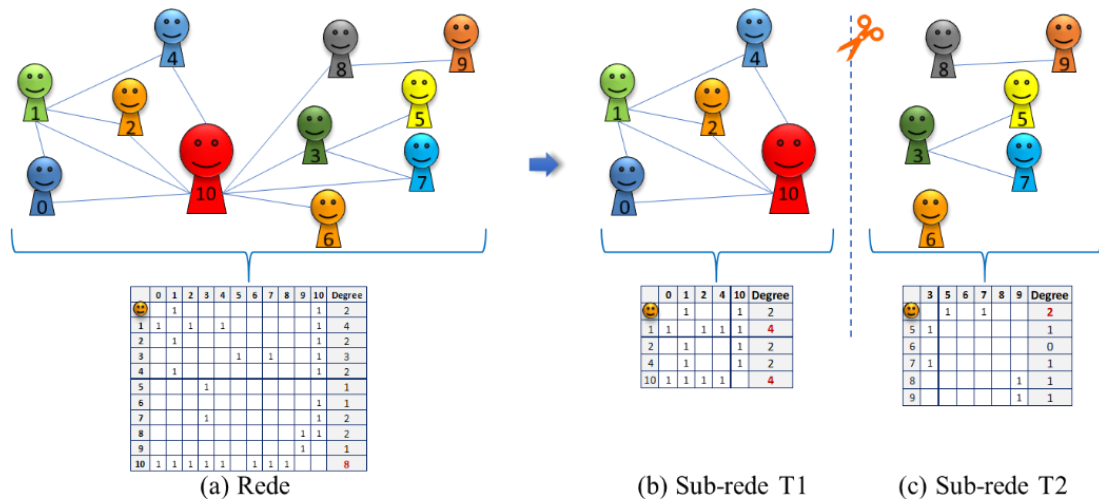 4
8
9
1
2
5
3
7
0
10
6
4
1
2
10
0
8
9
5
3
7
6
0 1 2 3 4 5 6 7 8 9 10 Degree
1 1 2
1 1 1 1 1 4
2 1 1 2
3 1 1 1 3
4 1 1 2
5 1 1
6 1 1
7 1 1 2
8 1 1 2
9 1 1
10 1 1 1 1 1 1 1 1 8
0 1 2 4 10 Degree
1 1 2
1 1 1 1 1 4
2 1 1 2
4 1 1 2
10 1 1 1 1 4
3 5 6 7 9 Degree
1 1 2
5 1 1
6 0
7 1 1
8 1 1
9 1 1
(a) Rede
(b) Sub-rede T1
(c) Sub-rede T2